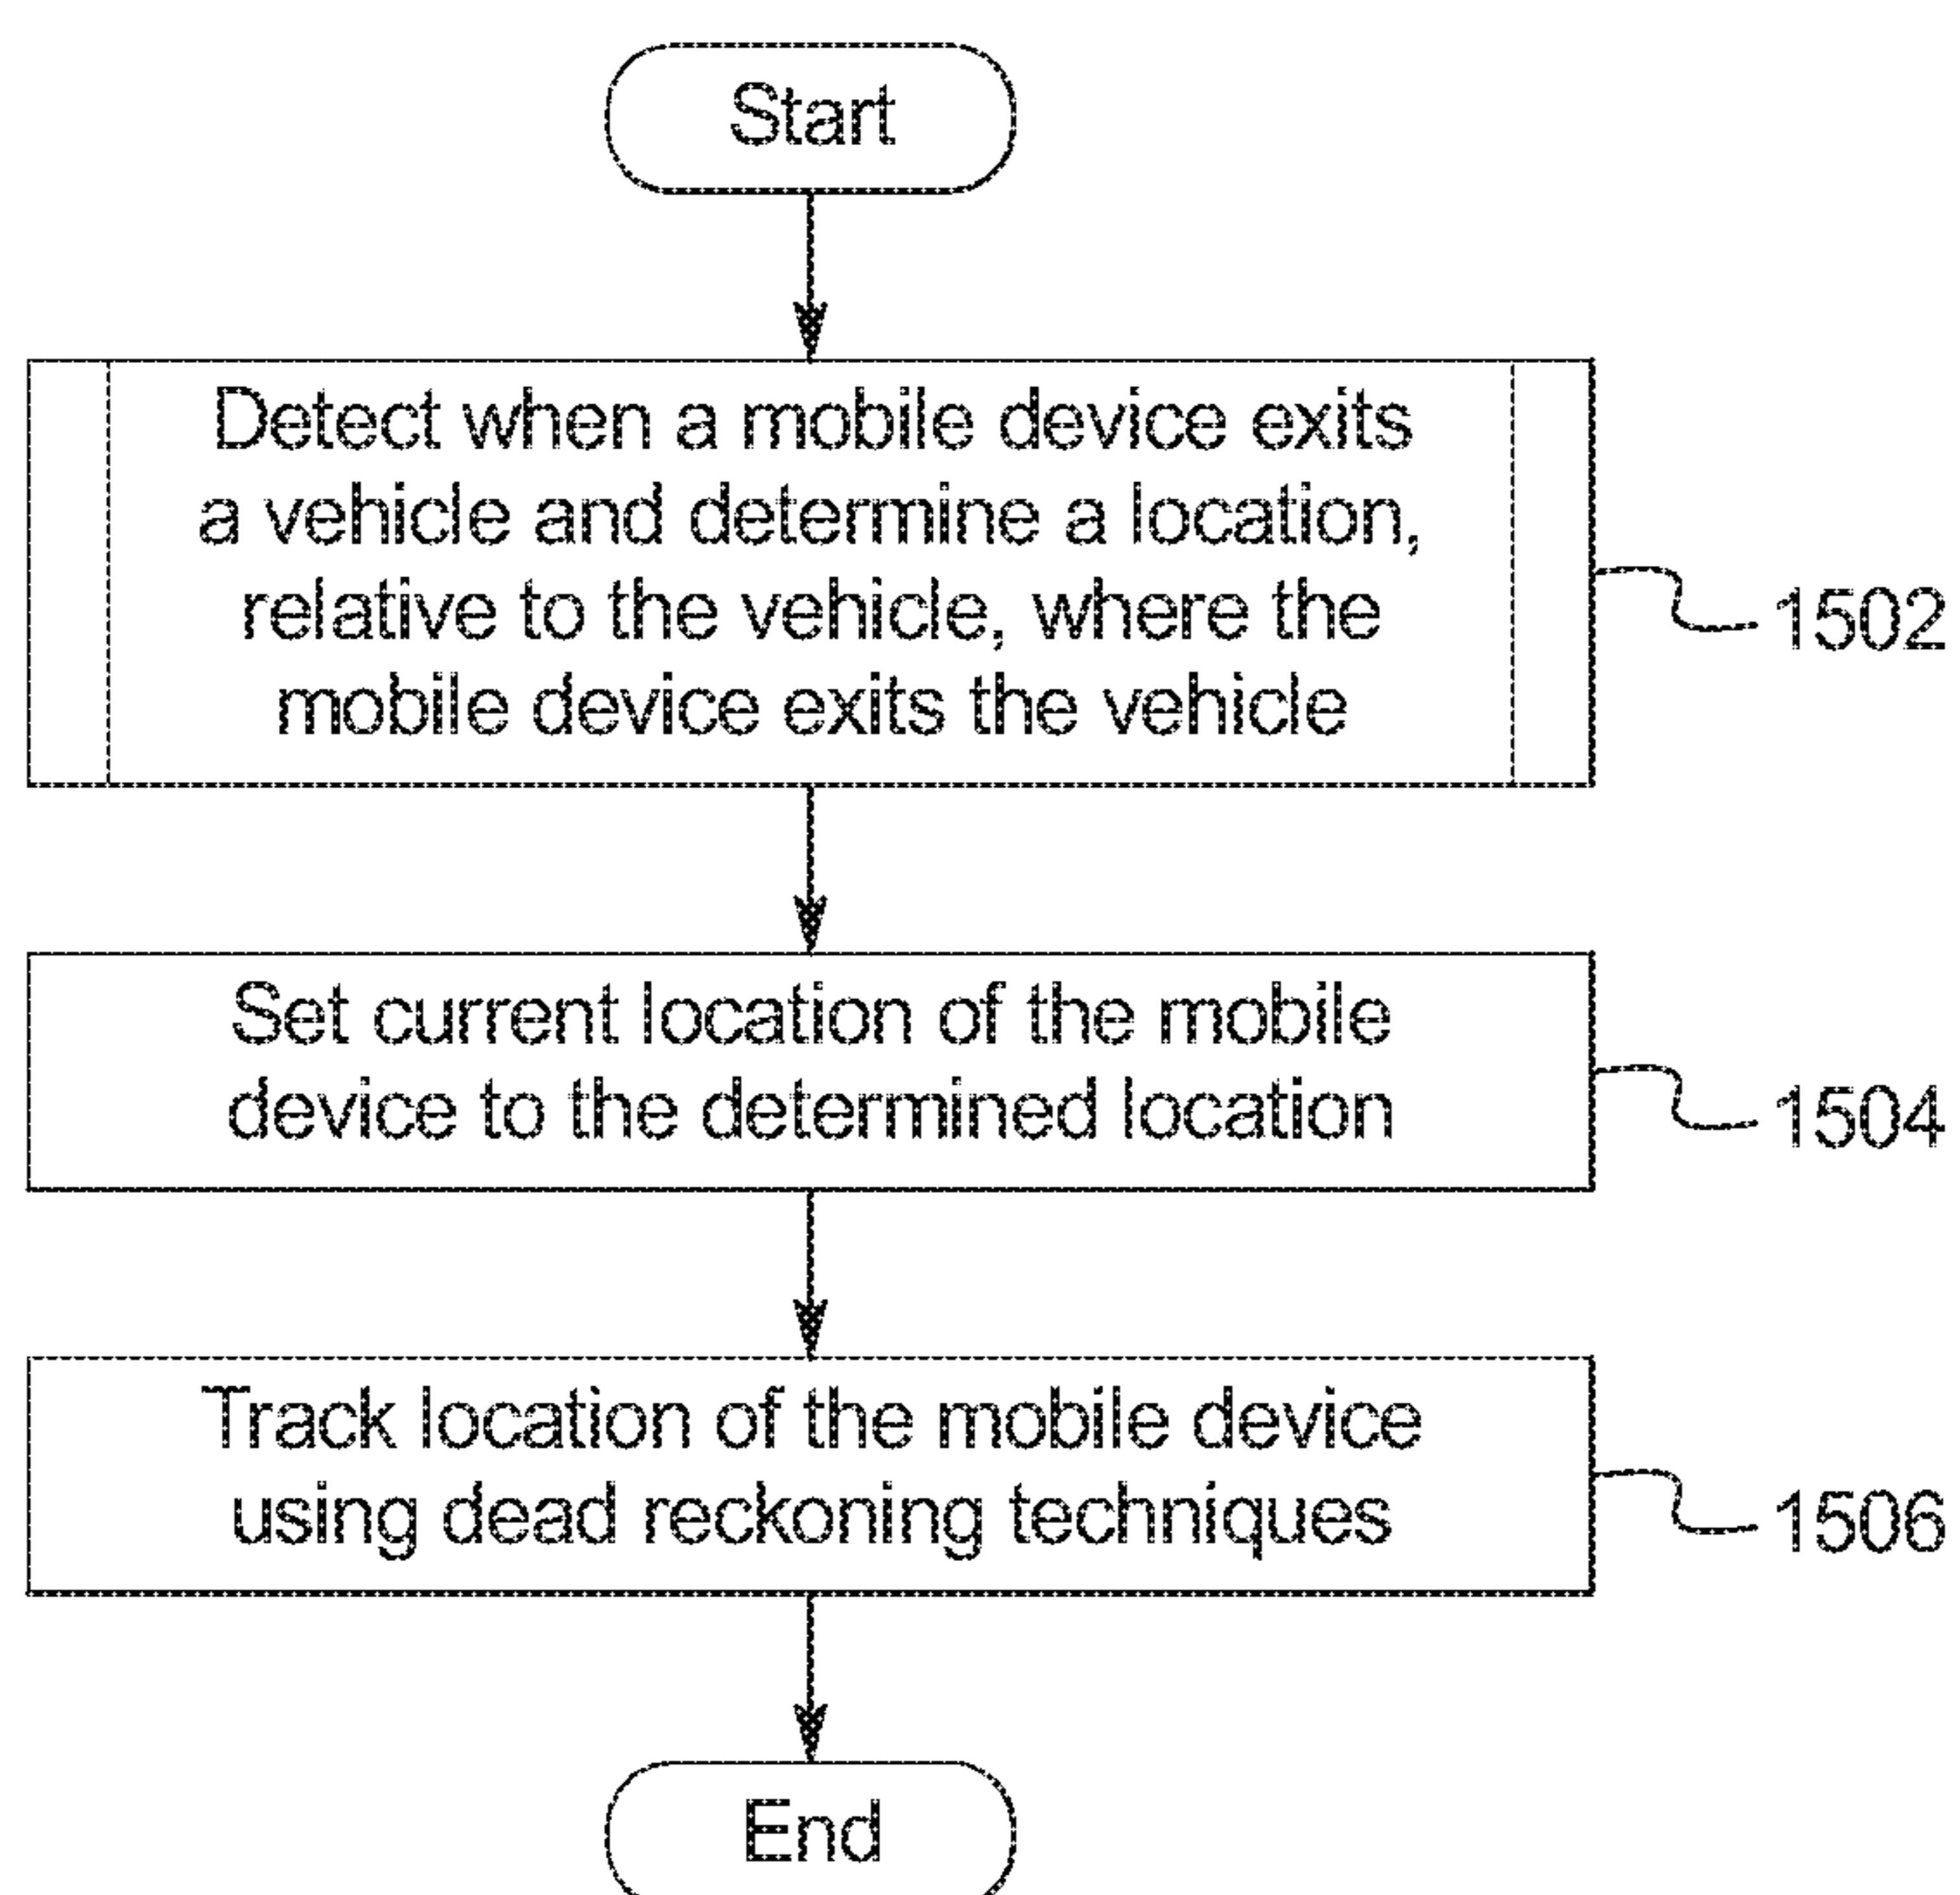 Start
Detect when a mobile device exits
a vehicle and determine a location,
relative to the vehicle, where the
mobile device exits the vehicle
1502
Set current location of the mobile
device to the determined location
1504
Track location of the mobile device
using dead reckoning techniques
1506
End